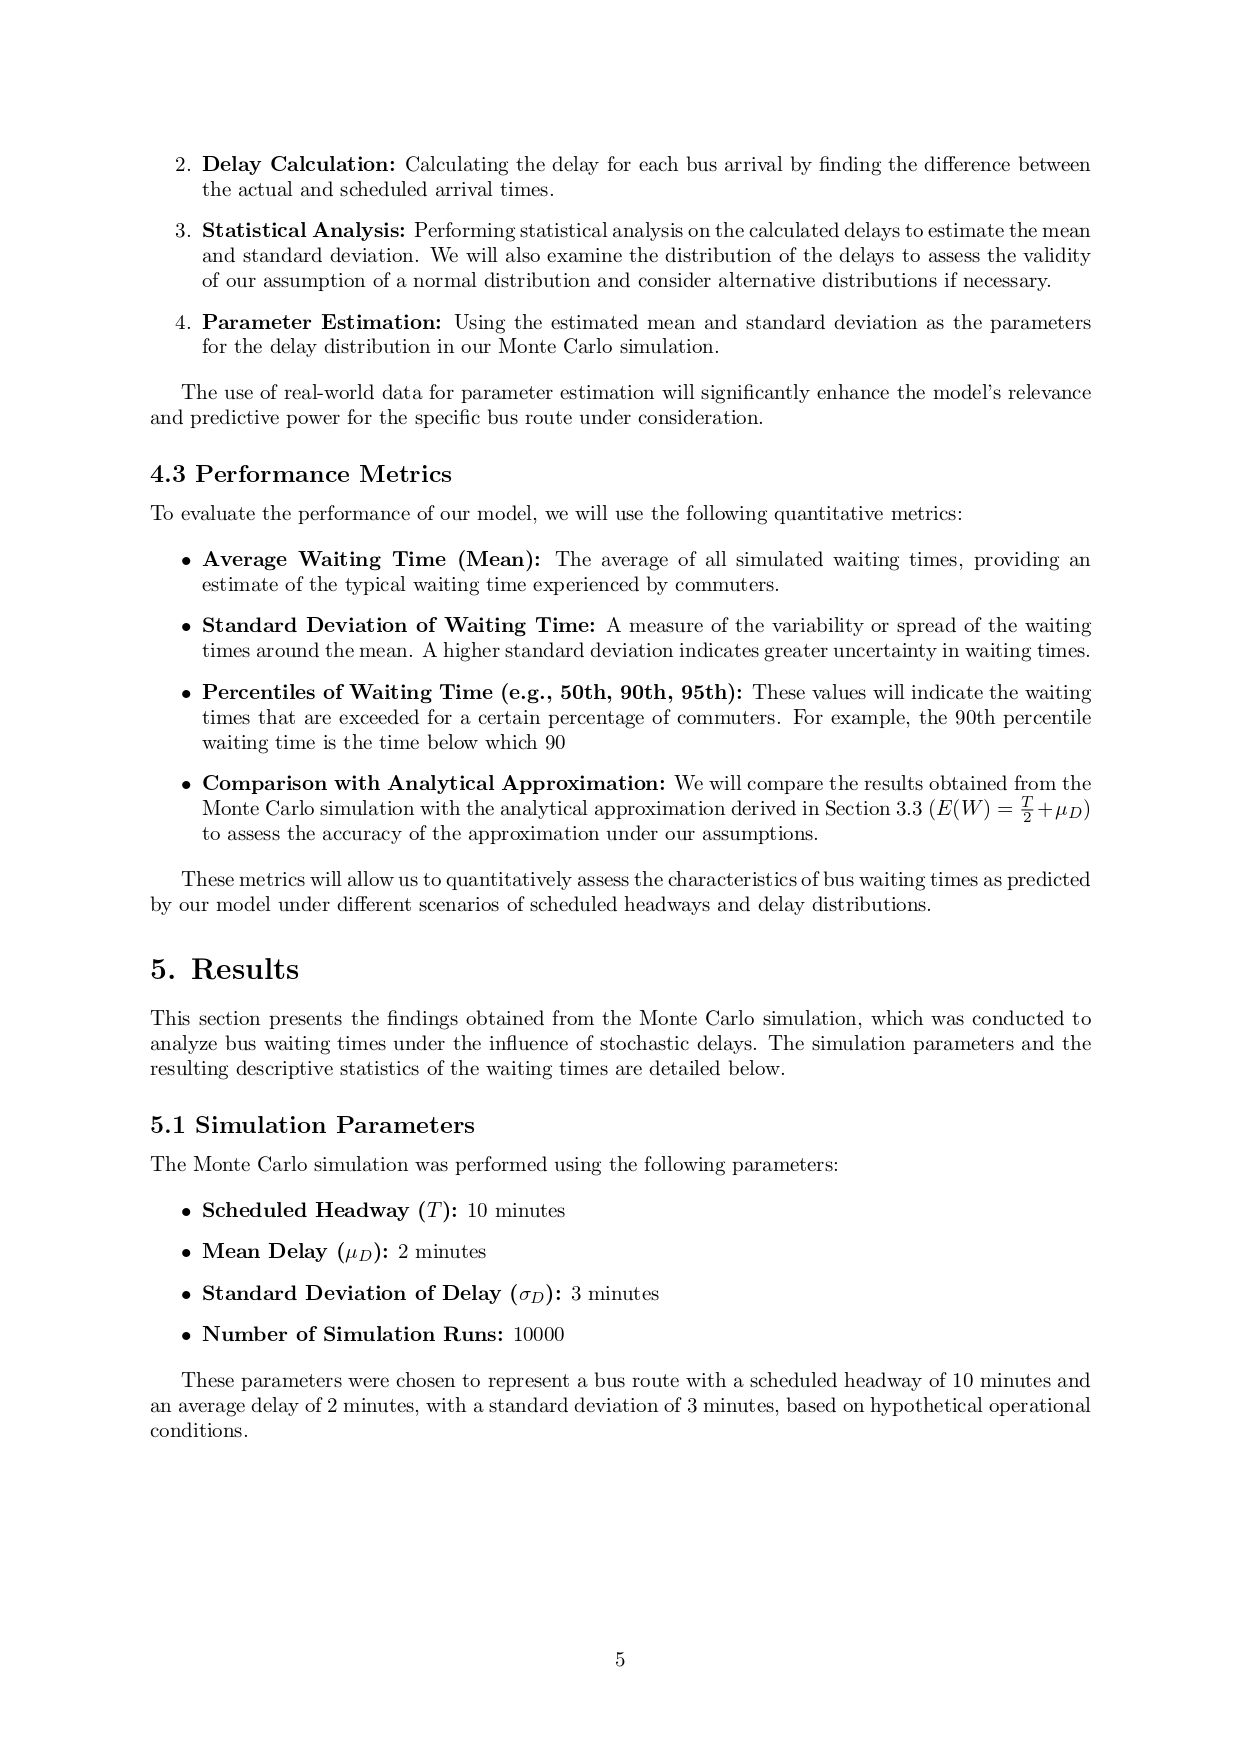 2. Delay Calculation: Calculating the delay for each bus arrival by finding the difference between
the actual and scheduled arrival times.
3. Statistical Analysis: Performing statistical analysis on the calculated delays to estimate the mean
and standard deviation. We will also examine the distribution of the delays to assess the validity
of our assumption of a normal distribution and consider alternative distributions if necessary.
4. Parameter Estimation: Using the estimated mean and standard deviation as the parameters
for the delay distribution in our Monte Carlo simulation.
The use of real-world data for parameter estimation will significantly enhance the model's relevance
and predictive power for the specific bus route under consideration.
4.3 Performance Metrics
To evaluate the performance of our model, we will use the following quantitative metrics:
• Average Waiting Time (Mean): The average of all simulated waiting times, providing an
estimate of the typical waiting time experienced by commuters.
• Standard Deviation of Waiting Time: A measure of the variability or spread of the waiting
times around the mean. A higher standard deviation indicates greater uncertainty in waiting times.
• Percentiles of Waiting Time (e.g., 50th, 90th, 95th): These values will indicate the waiting
times that are exceeded for a certain percentage of commuters. For example, the 90th percentile
waiting time is the time below which 90
• Comparison with Analytical Approximation: We will compare the results obtained from the
Monte Carlo simulation with the analytical approximation derived in Section 3.3 (E(W) = T/2 + μ_D)
to assess the accuracy of the approximation under our assumptions.
These metrics will allow us to quantitatively assess the characteristics of bus waiting times as predicted
by our model under different scenarios of scheduled headways and delay distributions.
5. Results
This section presents the findings obtained from the Monte Carlo simulation, which was conducted to
analyze bus waiting times under the influence of stochastic delays. The simulation parameters and the
resulting descriptive statistics of the waiting times are detailed below.
5.1 Simulation Parameters
The Monte Carlo simulation was performed using the following parameters:
• Scheduled Headway (T): 10 minutes
• Mean Delay (μ_D): 2 minutes
• Standard Deviation of Delay (σ_D): 3 minutes
• Number of Simulation Runs: 10000
These parameters were chosen to represent a bus route with a scheduled headway of 10 minutes and
an average delay of 2 minutes, with a standard deviation of 3 minutes, based on hypothetical operational
conditions.
5